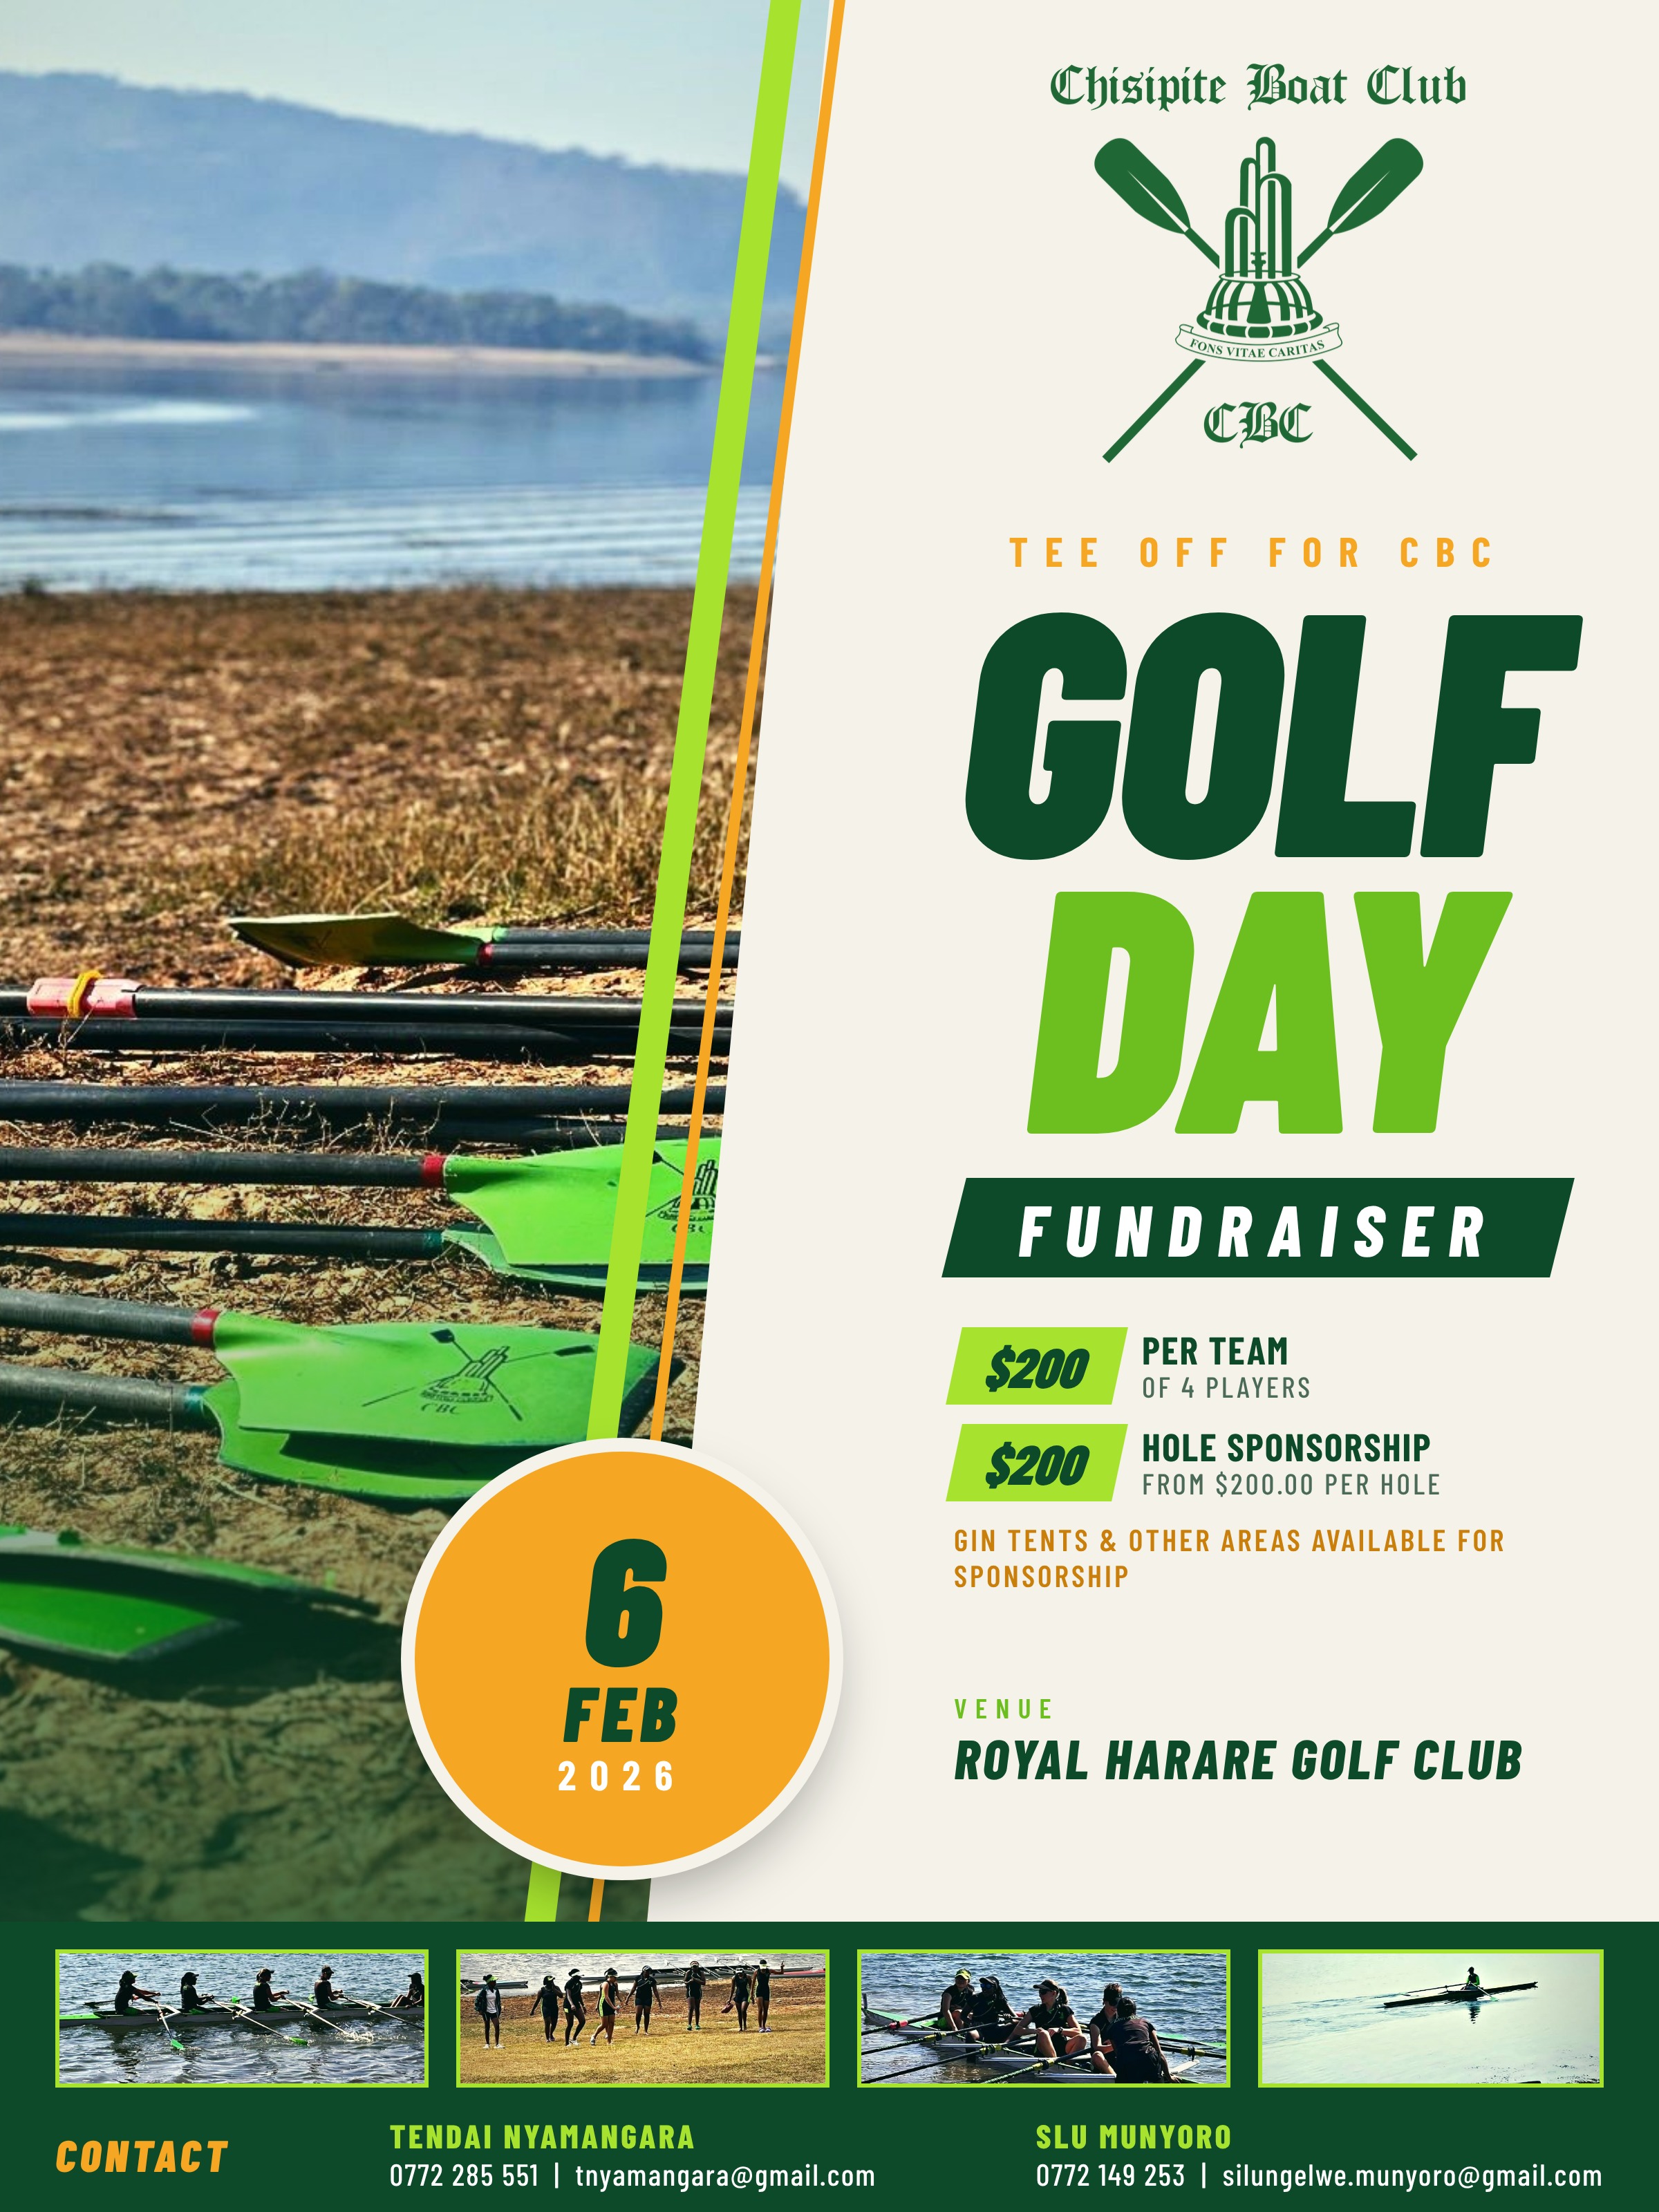 Chisipite Boat Club
FONS VITAE CARITAS
CBC
TEE OFF FOR CBC
GOLF
DAY
FUNDRAISER
$200
PER TEAM
OF 4 PLAYERS
$200
HOLE SPONSORSHIP
FROM $200.00 PER HOLE
GIN TENTS & OTHER AREAS AVAILABLE FOR
SPONSORSHIP
CBC
CBC
6
FEB
2026
VENUE
ROYAL HARARE GOLF CLUB
CONTACT
TENDAI NYAMANGARA
0772 285 551 | tnyamangara@gmail.com
SLU MUNYORO
0772 149 253 | silungelwe.munyoro@gmail.com